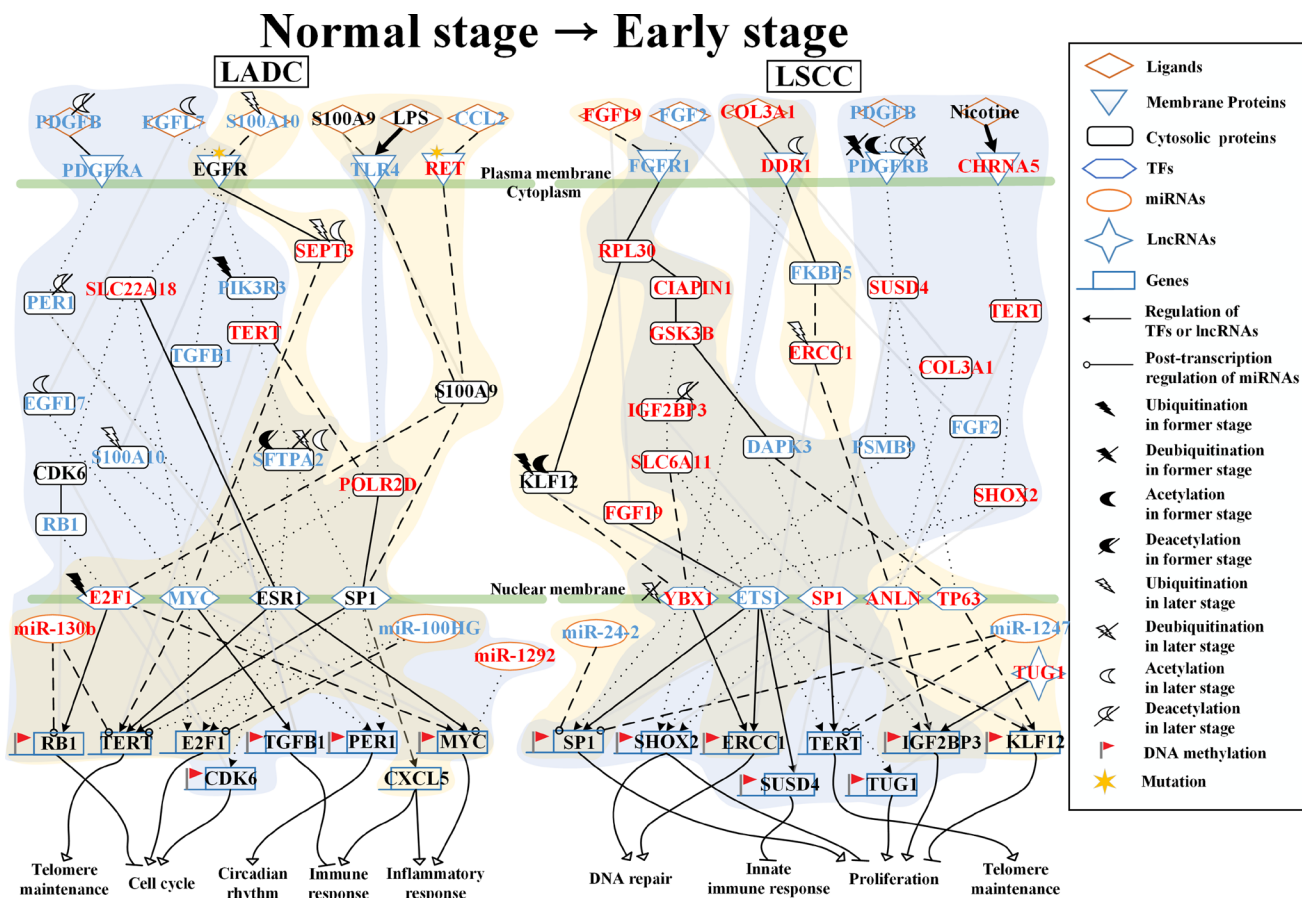 Normal stage → Early stage
LADC
LSCC
PDGFB
EGFL7
S100A10
S100A9
LPS
CCL2
FGF19
FGF2
COL3A1
PDGFB
Nicotine
PDGFRA
EGFR
TLR4
RET
Plasma membrane
Cytoplasm
FGFR1
DDR1
PDGFRB
CHRNA5
SEPT3
RPL30
PER1
SLC22A18
PIK3R3
CIAPIN1
FKBP5
SUSD4
TERT
TERT
GSK3B
TGFB1
ERCC1
COL3A1
S100A9
EGFL7
IGF2BP3
FGF2
S100A10
SFTPA2
DAPK3
PSMB9
CDK6
SLC6A11
POLR2D
KLF12
SHOX2
RB1
FGF19
Nuclear membrane
E2F1
MYC
ESR1
SP1
YBX1
ETS1
SP1
ANLN
TP63
miR-130b
miR-100HG
miR-1292
miR-24-2
miR-1247
TUG1
RB1
TERT
E2F1
TGFB1
PER1
MYC
SP1
SHOX2
ERCC1
TERT
IGF2BP3
KLF12
CDK6
CXCL5
SUSD4
TUG1
Telomere
maintenance
Cell cycle
Circadian
rhythm
Immune
response
Inflammatory
response
DNA repair
Innate
immune response
Proliferation
Telomere
maintenance
Ligands
Membrane Proteins
Cytosolic proteins
TFs
miRNAs
LncRNAs
Genes
Regulation of
TFs or lncRNAs
Post-transcription
regulation of miRNAs
Ubiquitination
in former stage
Deubiquitination
in former stage
Acetylation
in former stage
Deacetylation
in former stage
Ubiquitination
in later stage
Deubiquitination
in later stage
Acetylation
in later stage
Deacetylation
in later stage
DNA methylation
Mutation